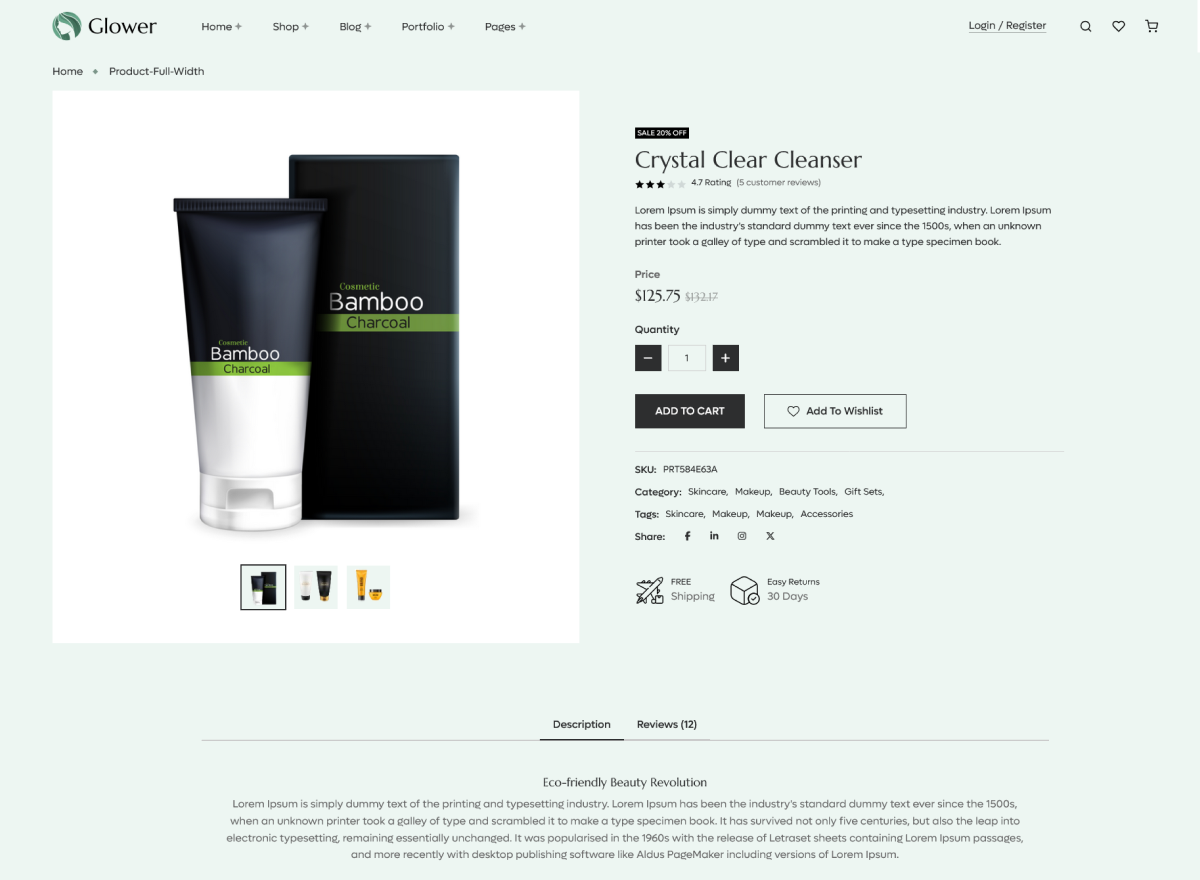 Glower
Home + Shop + Blog + Portfolio + Pages +
Login / Register
Home Product-Full-Width
Cosmetic
Bamboo
Charcoal
Cosmetic
Bamboo
Charcoal
SALE 20% OFF
Crystal Clear Cleanser
4.7 Rating (5 customer reviews)
Lorem Ipsum is simply dummy text of the printing and typesetting industry. Lorem Ipsum
has been the industry's standard dummy text ever since the 1500s, when an unknown
printer took a galley of type and scrambled it to make a type specimen book.
Price
$125.75 $132.17
Quantity
− 1 +
ADD TO CART Add To Wishlist
SKU: PRT584E63A
Category: Skincare, Makeup, Beauty Tools, Gift Sets,
Tags: Skincare, Makeup, Makeup, Accessories
Share:
FREE
Shipping
Easy Returns
30 Days
Description Reviews (12)
Eco-friendly Beauty Revolution
Lorem Ipsum is simply dummy text of the printing and typesetting industry. Lorem Ipsum has been the industry's standard dummy text ever since the 1500s,
when an unknown printer took a galley of type and scrambled it to make a type specimen book. It has survived not only five centuries, but also the leap into
electronic typesetting, remaining essentially unchanged. It was popularised in the 1960s with the release of Letraset sheets containing Lorem Ipsum passages,
and more recently with desktop publishing software like Aldus PageMaker including versions of Lorem Ipsum.